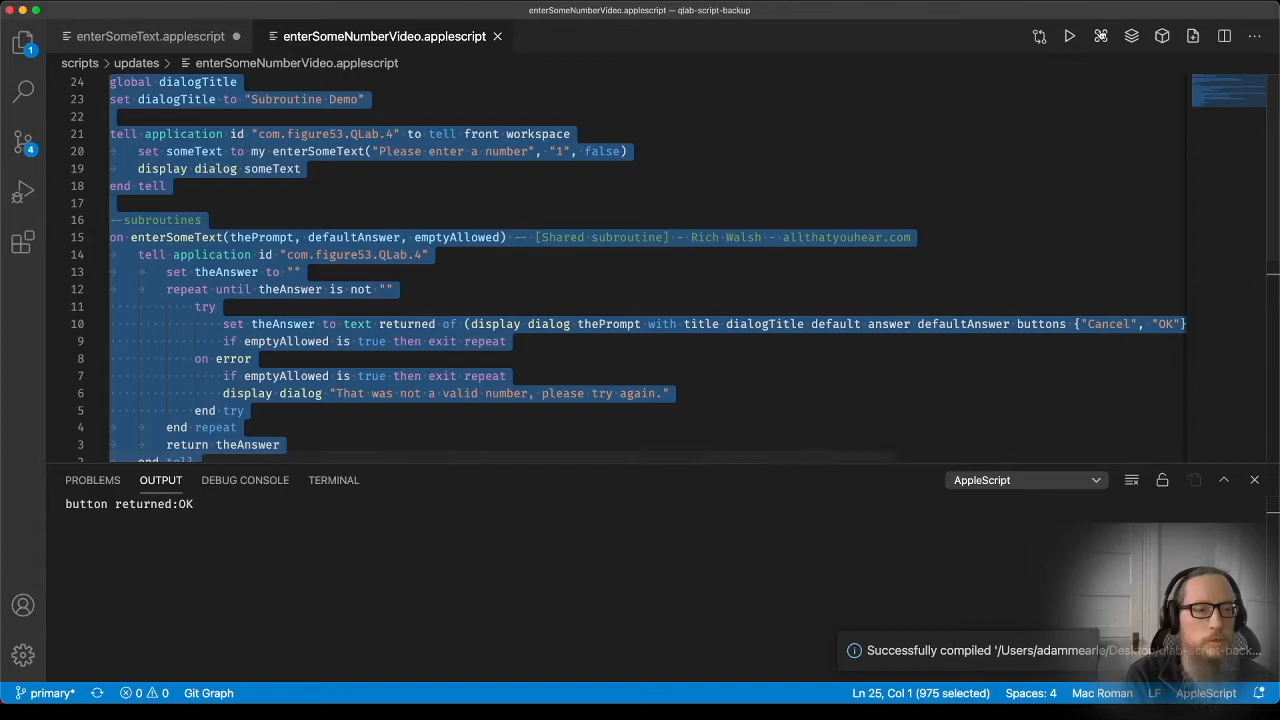 enterSomeNumberVideo.applescript — qlab-script-backup
enterSomeText.applescript
enterSomeNumberVideo.applescript
scripts > updates > enterSomeNumberVideo.applescript
24 global dialogTitle
23 set dialogTitle to "Subroutine Demo"
22
21 tell application id "com.figure53.QLab.4" to tell front workspace
20 set someText to my enterSomeText("Please enter a number", "1", false)
19 display dialog someText
18 end tell
17
16 --subroutines
15 on enterSomeText(thePrompt, defaultAnswer, emptyAllowed) -- [Shared subroutine] - Rich Walsh - allthatyouhear.com
14 tell application id "com.figure53.QLab.4"
13 set theAnswer to ""
12 repeat until theAnswer is not ""
11 try
10 set theAnswer to text returned of (display dialog thePrompt with title dialogTitle default answer defaultAnswer buttons {"Cancel", "OK"}
9 if emptyAllowed is true then exit repeat
8 on error
7 if emptyAllowed is true then exit repeat
6 display dialog "That was not a valid number, please try again."
5 end try
4 end repeat
3 return theAnswer
2 end tell
1
4
PROBLEMS OUTPUT DEBUG CONSOLE TERMINAL
AppleScript
button returned:OK
Successfully compiled '/Users/adammearle/Desktop/qlab-script-back...
primary* 0 0 Git Graph
Ln 25, Col 1 (975 selected) Spaces: 4 Mac Roman LF AppleScript